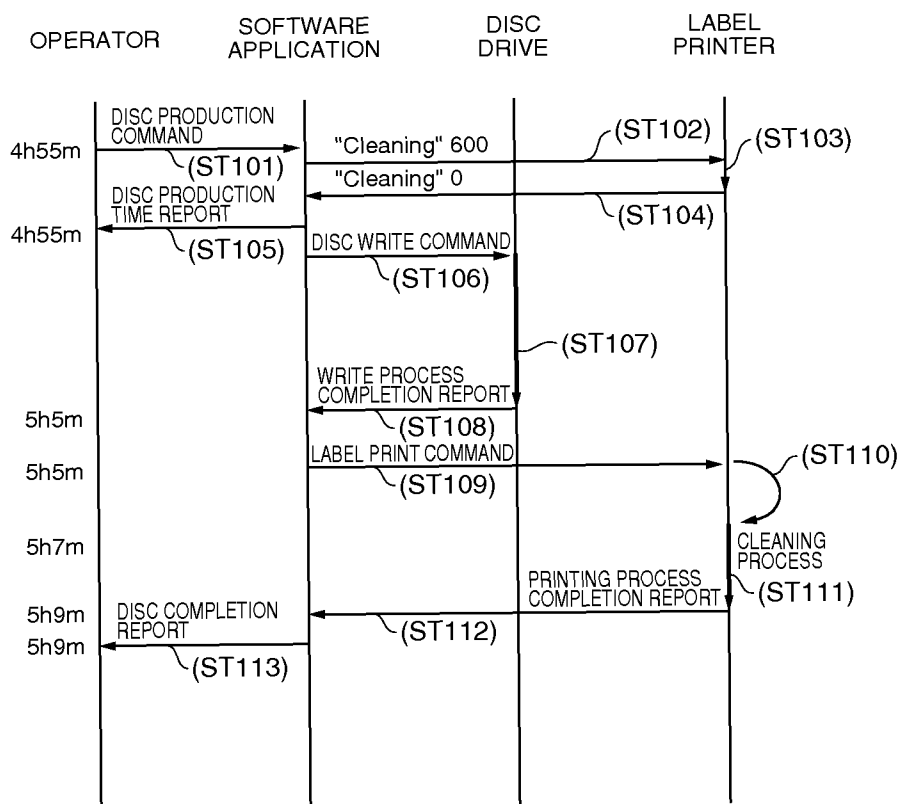 OPERATOR
SOFTWARE
APPLICATION
DISC
DRIVE
LABEL
PRINTER
DISC PRODUCTION
COMMAND
4h55m
(ST101)
"Cleaning" 600
(ST102)
(ST103)
"Cleaning" 0
(ST104)
DISC PRODUCTION
TIME REPORT
4h55m
(ST105)
DISC WRITE COMMAND
(ST106)
(ST107)
WRITE PROCESS
COMPLETION REPORT
5h5m
(ST108)
LABEL PRINT COMMAND
5h5m
(ST109)
(ST110)
5h7m
CLEANING
PROCESS
(ST111)
PRINTING PROCESS
COMPLETION REPORT
5h9m
(ST112)
DISC COMPLETION
REPORT
5h9m
(ST113)